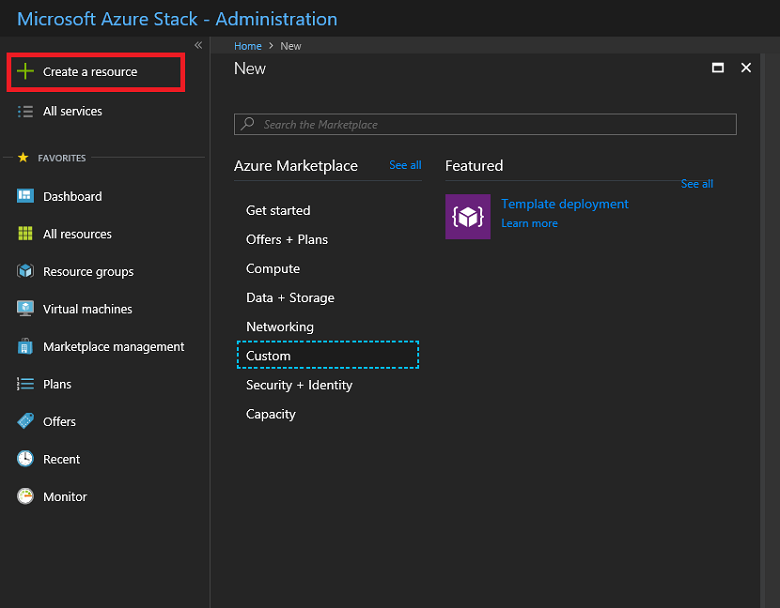 Microsoft Azure Stack - Administration
«
Create a resource
All services
FAVORITES
Dashboard
All resources
Resource groups
Virtual machines
Marketplace management
Plans
Offers
Recent
Monitor
Home > New
New
Search the Marketplace
Azure Marketplace See all
Get started
Offers + Plans
Compute
Data + Storage
Networking
Custom
Security + Identity
Capacity
Featured
See all
Template deployment
Learn more